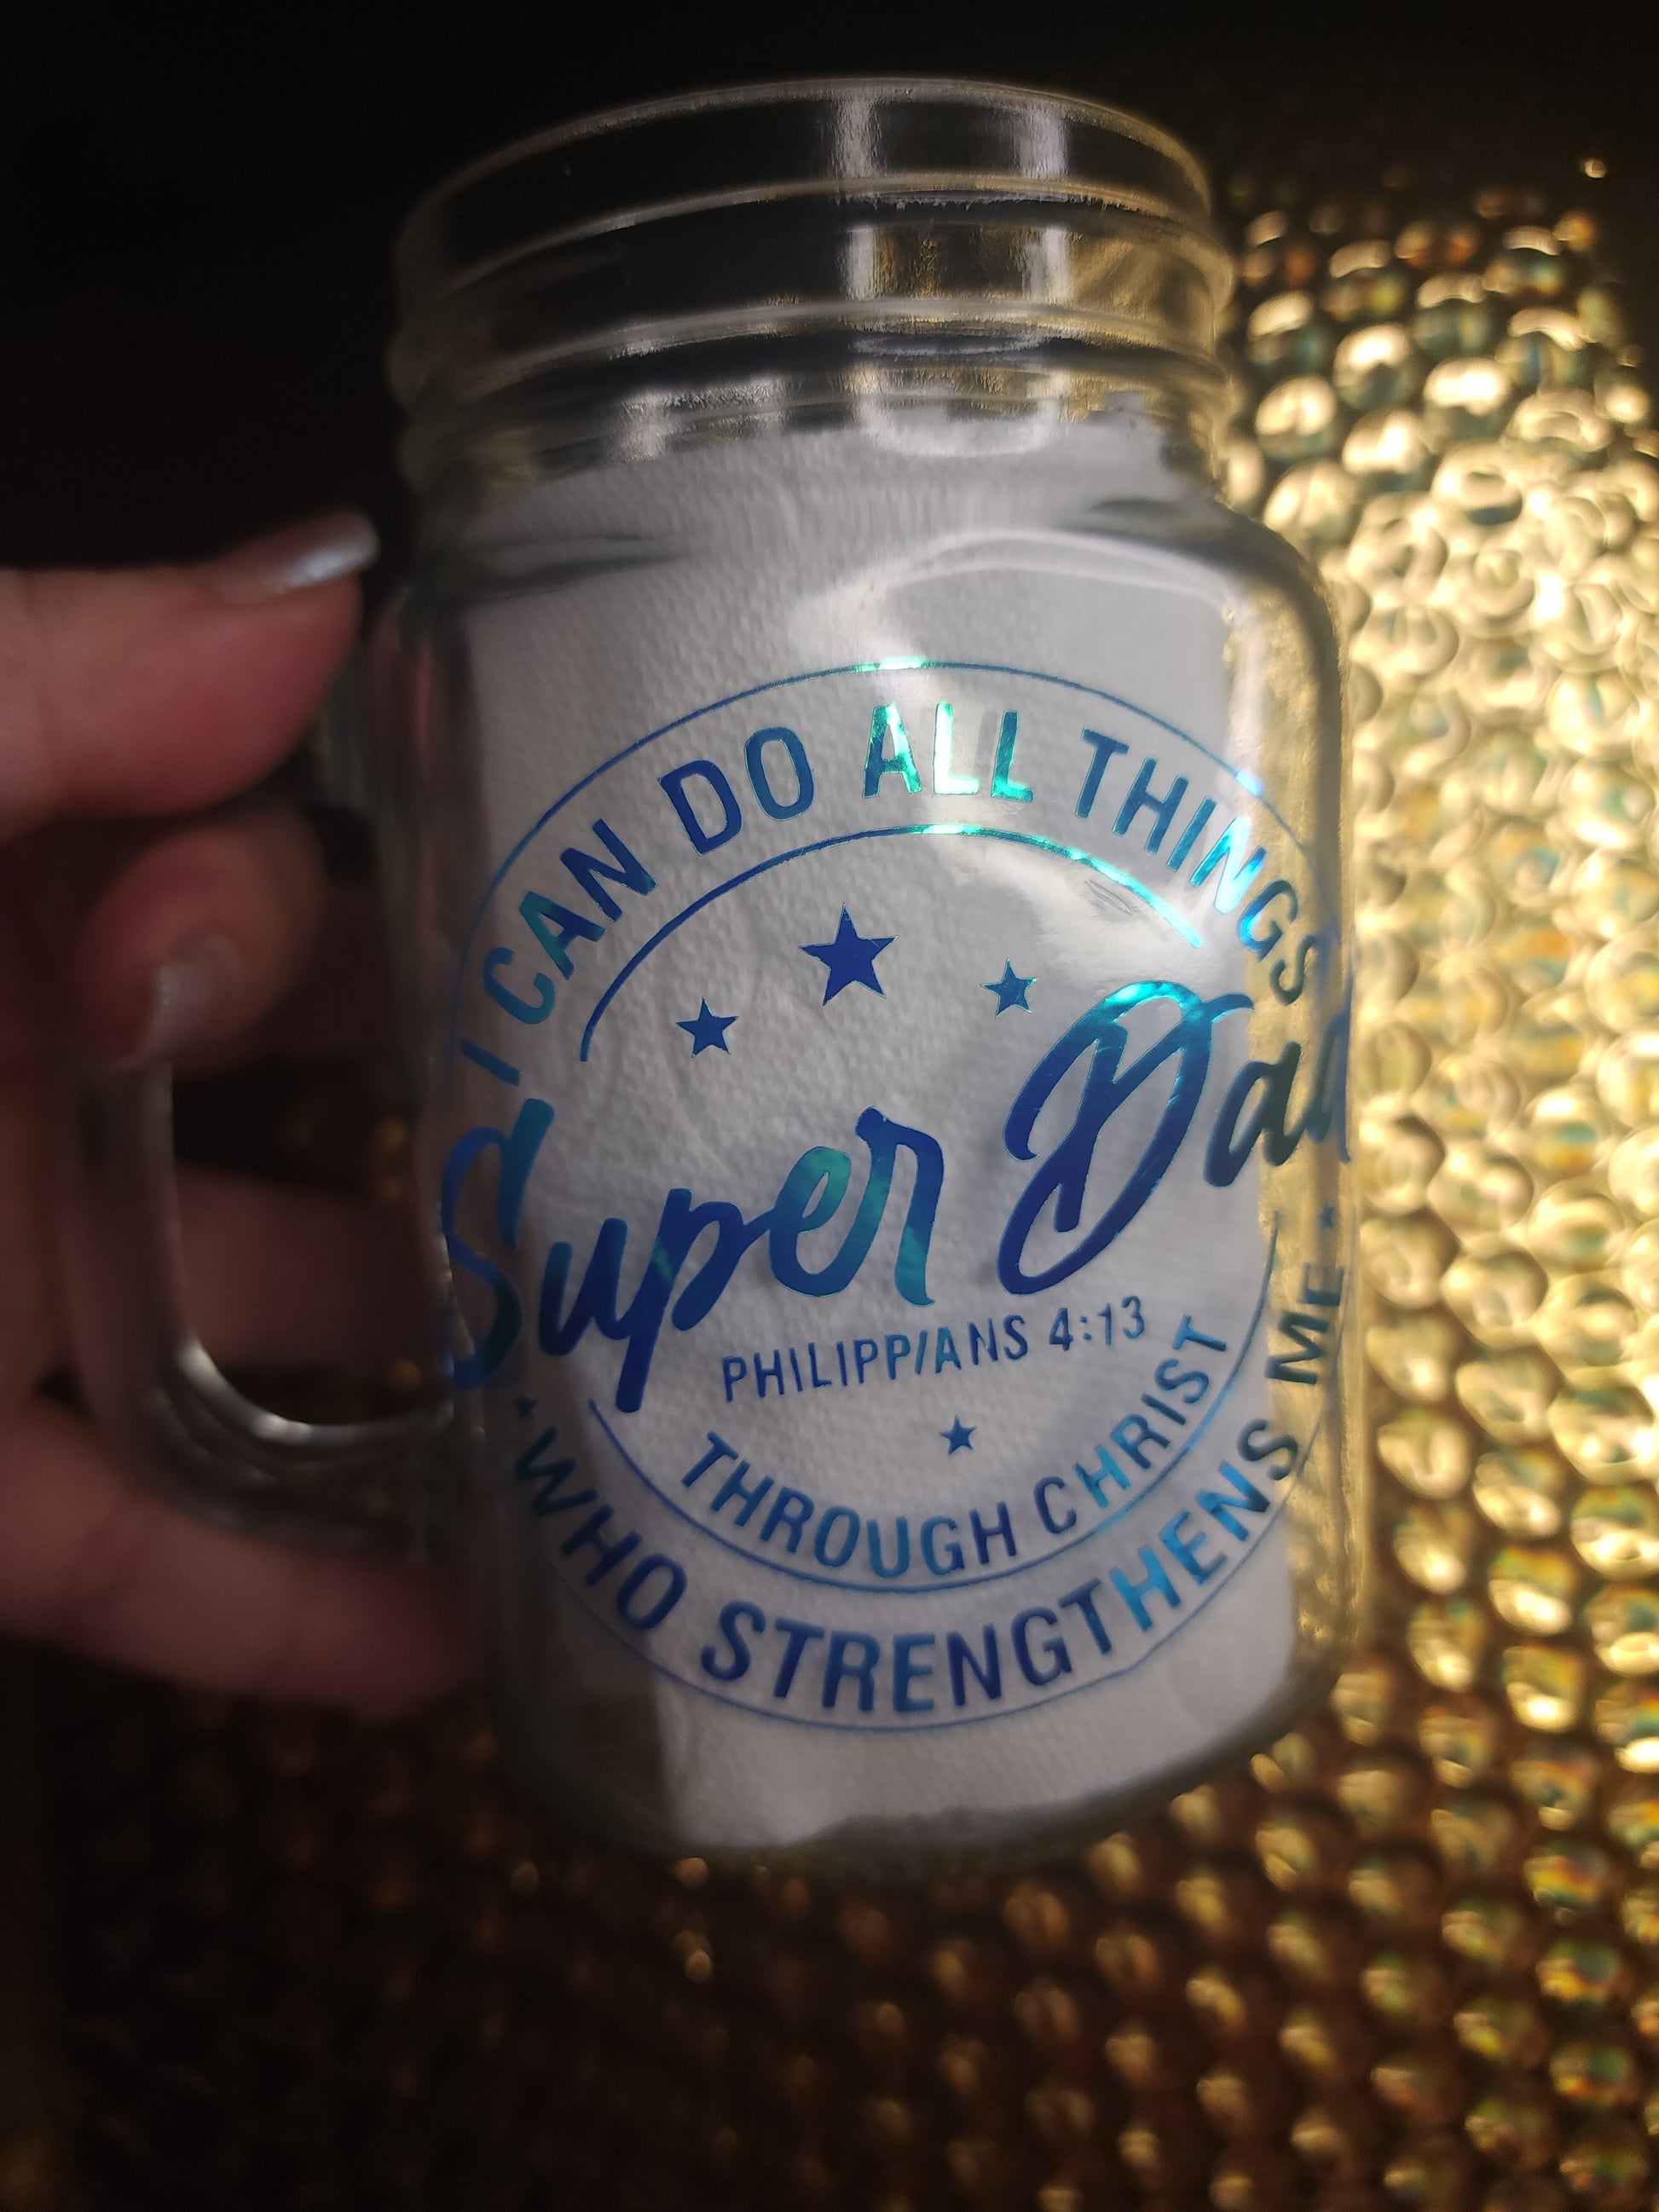 I CAN DO ALL THINGS
Super Dad
PHILIPPIANS 4:13
THROUGH CHRIST
WHO STRENGTHENS ME